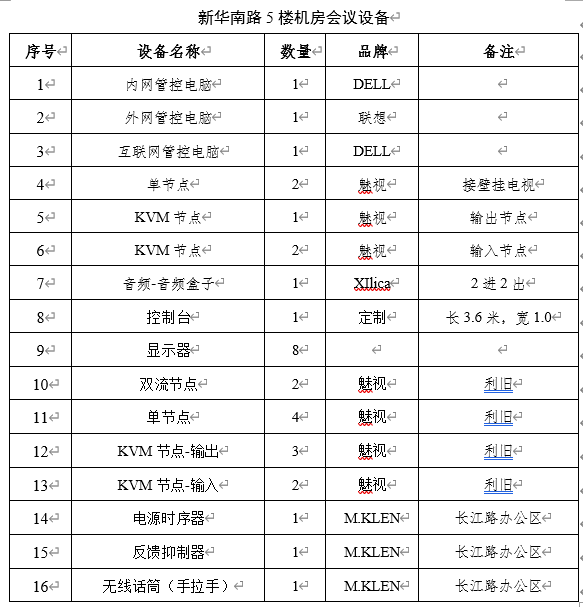 新华南路5楼机房会议设备
序号 设备名称 数量 品牌 备注
1 内网管控电脑 1 DELL
2 外网管控电脑 1 联想
3 互联网管控电脑 1 DELL
4 单节点 2 魅视 接壁挂电视
5 KVM 节点 1 魅视 输出节点
6 KVM 节点 2 魅视 输入节点
7 音频-音频盒子 1 XIlica 2进2出
8 控制台 1 定制 长3.6米，宽1.0
9 显示器 8
10 双流节点 2 魅视 利旧
11 单节点 4 魅视 利旧
12 KVM 节点-输出 3 魅视 利旧
13 KVM 节点-输入 2 魅视 利旧
14 电源时序器 1 M.KLEN 长江路办公区
15 反馈抑制器 1 M.KLEN 长江路办公区
16 无线话筒（手拉手） 1 M.KLEN 长江路办公区